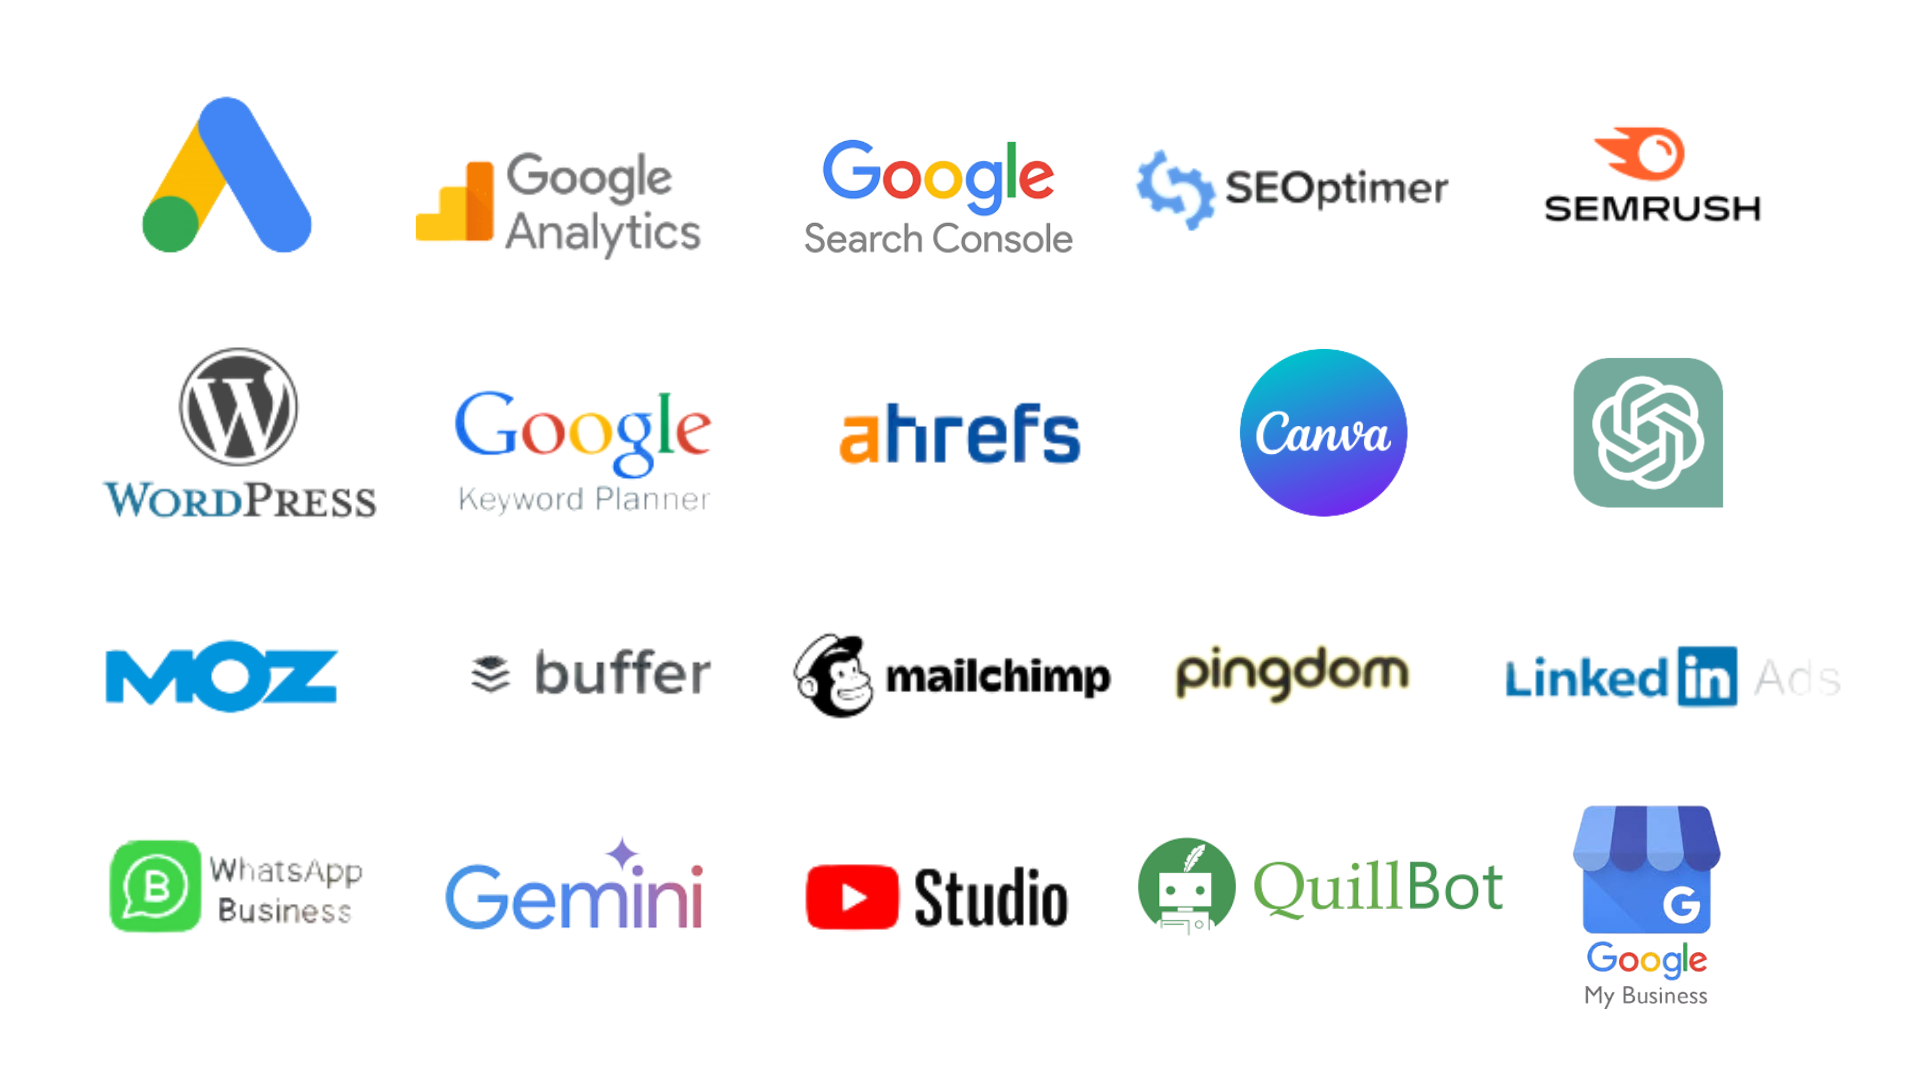 Google
Analytics
Google
Search Console
SEOptimer
SEMRUSH
W
WORDPRESS
Google
Keyword Planner
ahrefs
Canva
MOZ
buffer
mailchimp
pingdom
Linked in Ads
B
WhatsApp
Business
Gemini
Studio
QuillBot
G
Google
My Business